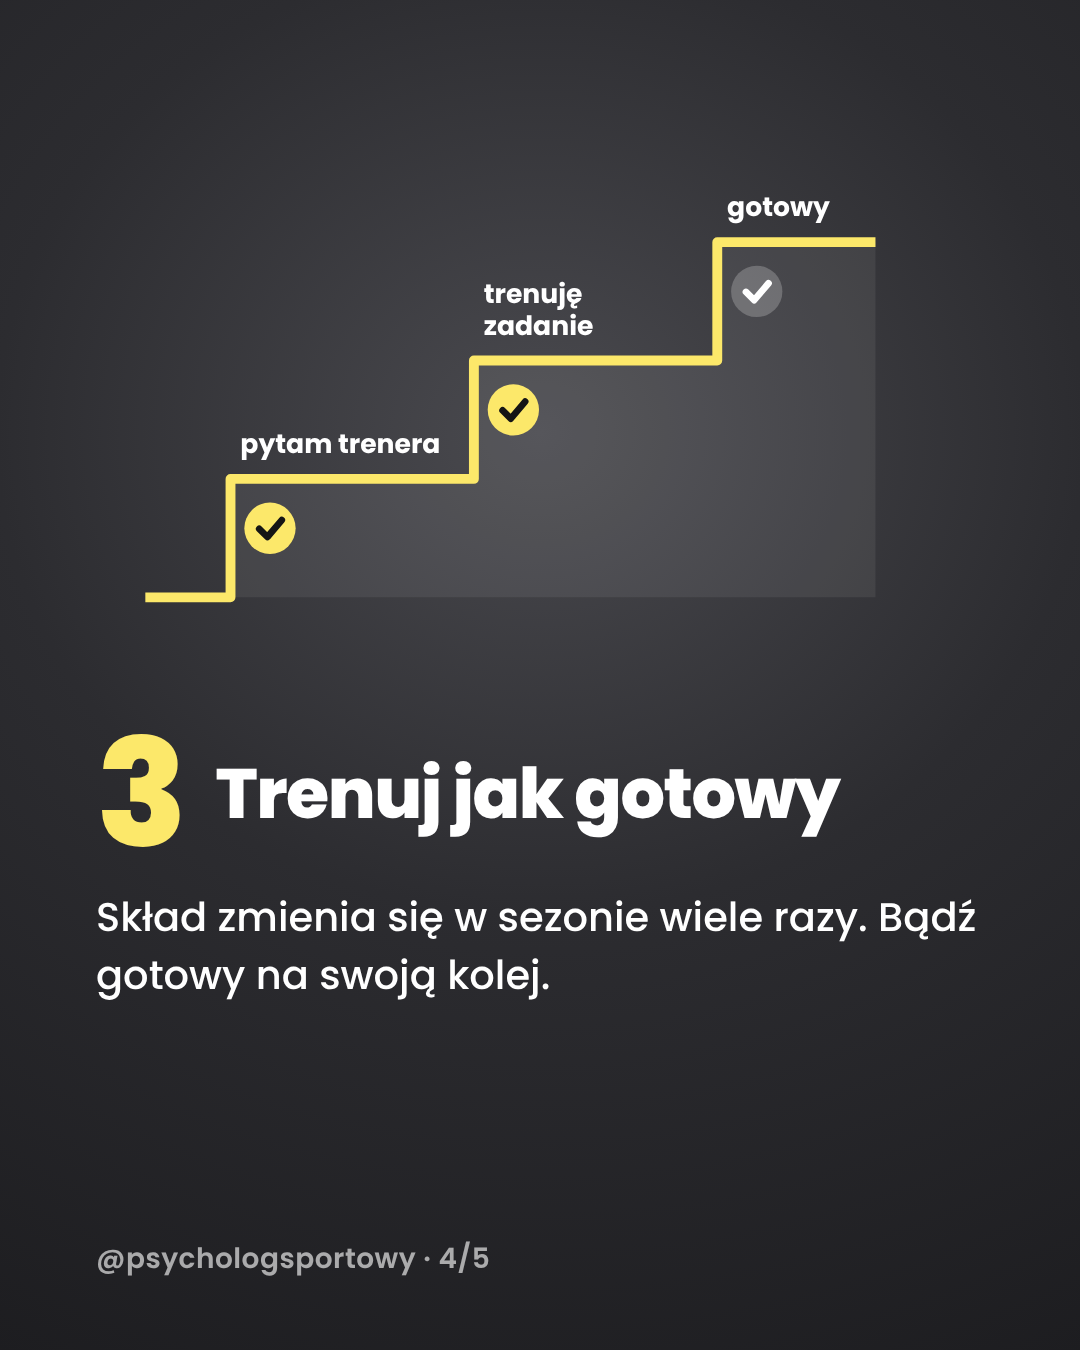 gotowy
trenuję
zadanie
pytam trenera
3 Trenuj jak gotowy
Skład zmienia się w sezonie wiele razy. Bądź
gotowy na swoją kolej.
@psychologsportowy · 4/5